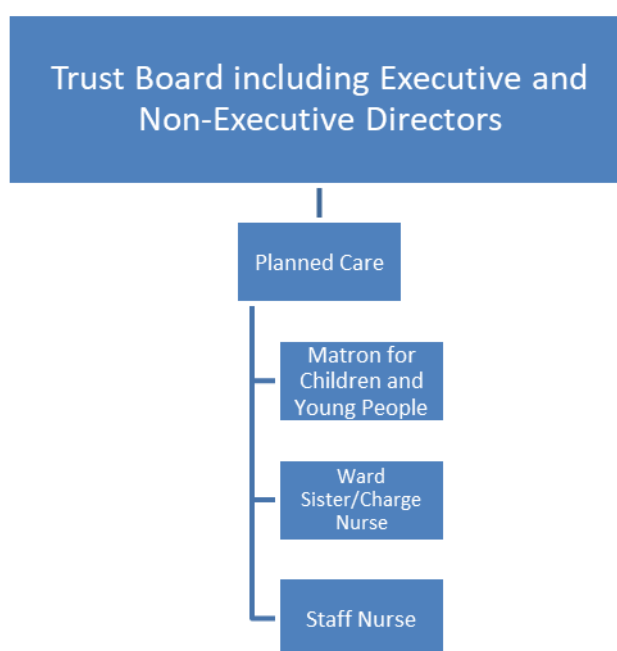 Trust Board including Executive and
Non-Executive Directors
Planned Care
Matron for
Children and
Young People
Ward
Sister/Charge
Nurse
Staff Nurse